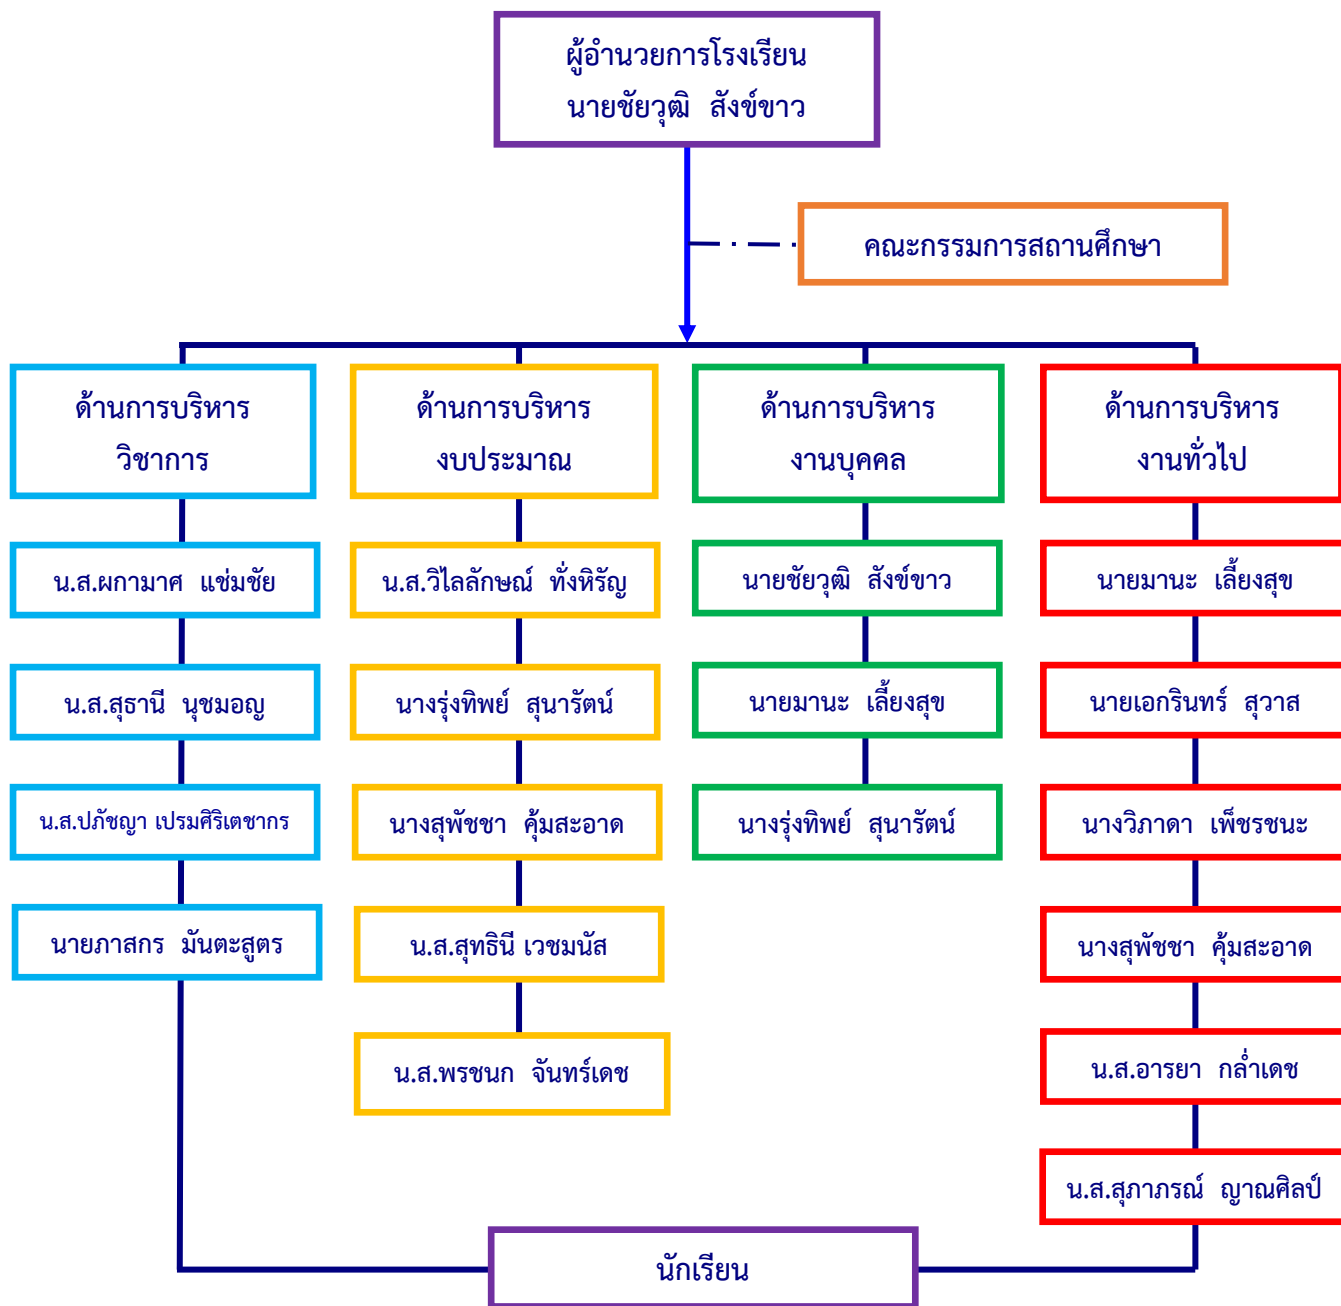 ผู้อำนวยการโรงเรียน
นายชัยวุฒิ สังข์ขาว
คณะกรรมการสถานศึกษา
ด้านการบริหาร
วิชาการ
น.ส.ผกามาศ แช่มชัย
น.ส.สุธานี นุชมอญ
น.ส.ปภัชญา เปรมศิริเตชากร
นายภาสกร มันตะสูตร
ด้านการบริหาร
งบประมาณ
น.ส.วิไลลักษณ์ ทั่งหิรัญ
นางรุ่งทิพย์ สุนารัตน์
นางสุพัชชา คุ้มสะอาด
น.ส.สุทธินี เวชมนัส
น.ส.พรชนก จันทร์เดช
ด้านการบริหาร
งานบุคคล
นายชัยวุฒิ สังข์ขาว
นายมานะ เลี้ยงสุข
นางรุ่งทิพย์ สุนารัตน์
ด้านการบริหาร
งานทั่วไป
นายมานะ เลี้ยงสุข
นายเอกรินทร์ สุวาส
นางวิภาดา เพ็ชรชนะ
นางสุพัชชา คุ้มสะอาด
น.ส.อารยา กล่ำเดช
น.ส.สุภาภรณ์ ญาณศิลป์
นักเรียน